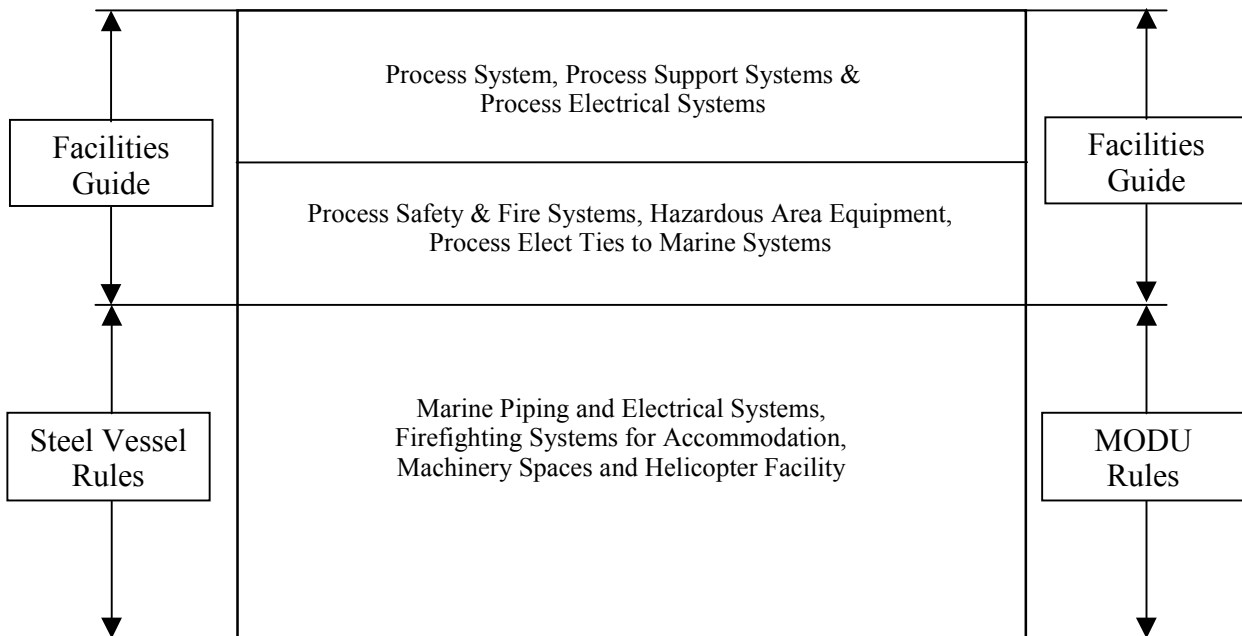 Process System, Process Support Systems &
Process Electrical Systems
Facilities
Guide
Facilities
Guide
Process Safety & Fire Systems, Hazardous Area Equipment,
Process Elect Ties to Marine Systems
Marine Piping and Electrical Systems,
Firefighting Systems for Accommodation,
Machinery Spaces and Helicopter Facility
Steel Vessel
Rules
MODU
Rules